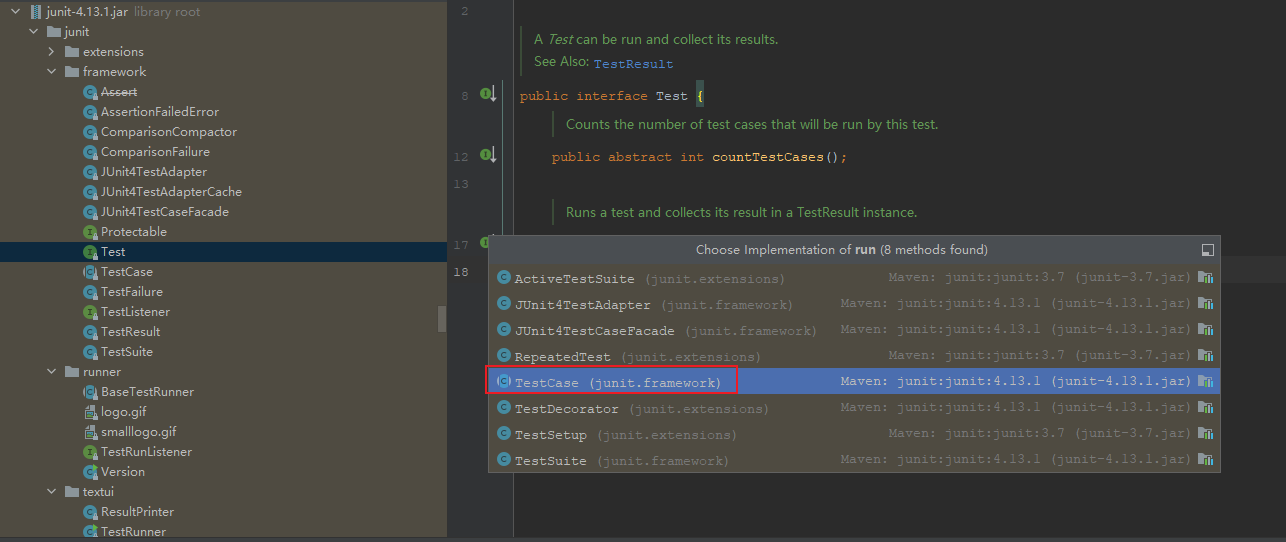 junit-4.13.1.jar library root
junit
extensions
framework
Assert
AssertionFailedError
ComparisonCompactor
ComparisonFailure
JUnit4TestAdapter
JUnit4TestAdapterCache
JUnit4TestCaseFacade
Protectable
Test
TestCase
TestFailure
TestListener
TestResult
TestSuite
runner
BaseTestRunner
logo.gif
smalllogo.gif
TestRunListener
Version
textui
ResultPrinter
TestRunner
2
A Test can be run and collect its results.
See Also: TestResult
8 public interface Test {
Counts the number of test cases that will be run by this test.
12 public abstract int countTestCases();
13
Runs a test and collects its result in a TestResult instance.
17
18
Choose Implementation of run (8 methods found)
ActiveTestSuite (junit.extensions) Maven: junit:junit:3.7 (junit-3.7.jar)
JUnit4TestAdapter (junit.framework) Maven: junit:junit:4.13.1 (junit-4.13.1.jar)
JUnit4TestCaseFacade (junit.framework) Maven: junit:junit:4.13.1 (junit-4.13.1.jar)
RepeatedTest (junit.extensions) Maven: junit:junit:3.7 (junit-3.7.jar)
TestCase (junit.framework) Maven: junit:junit:4.13.1 (junit-4.13.1.jar)
TestDecorator (junit.extensions) Maven: junit:junit:4.13.1 (junit-4.13.1.jar)
TestSetup (junit.extensions) Maven: junit:junit:3.7 (junit-3.7.jar)
TestSuite (junit.framework) Maven: junit:junit:4.13.1 (junit-4.13.1.jar)